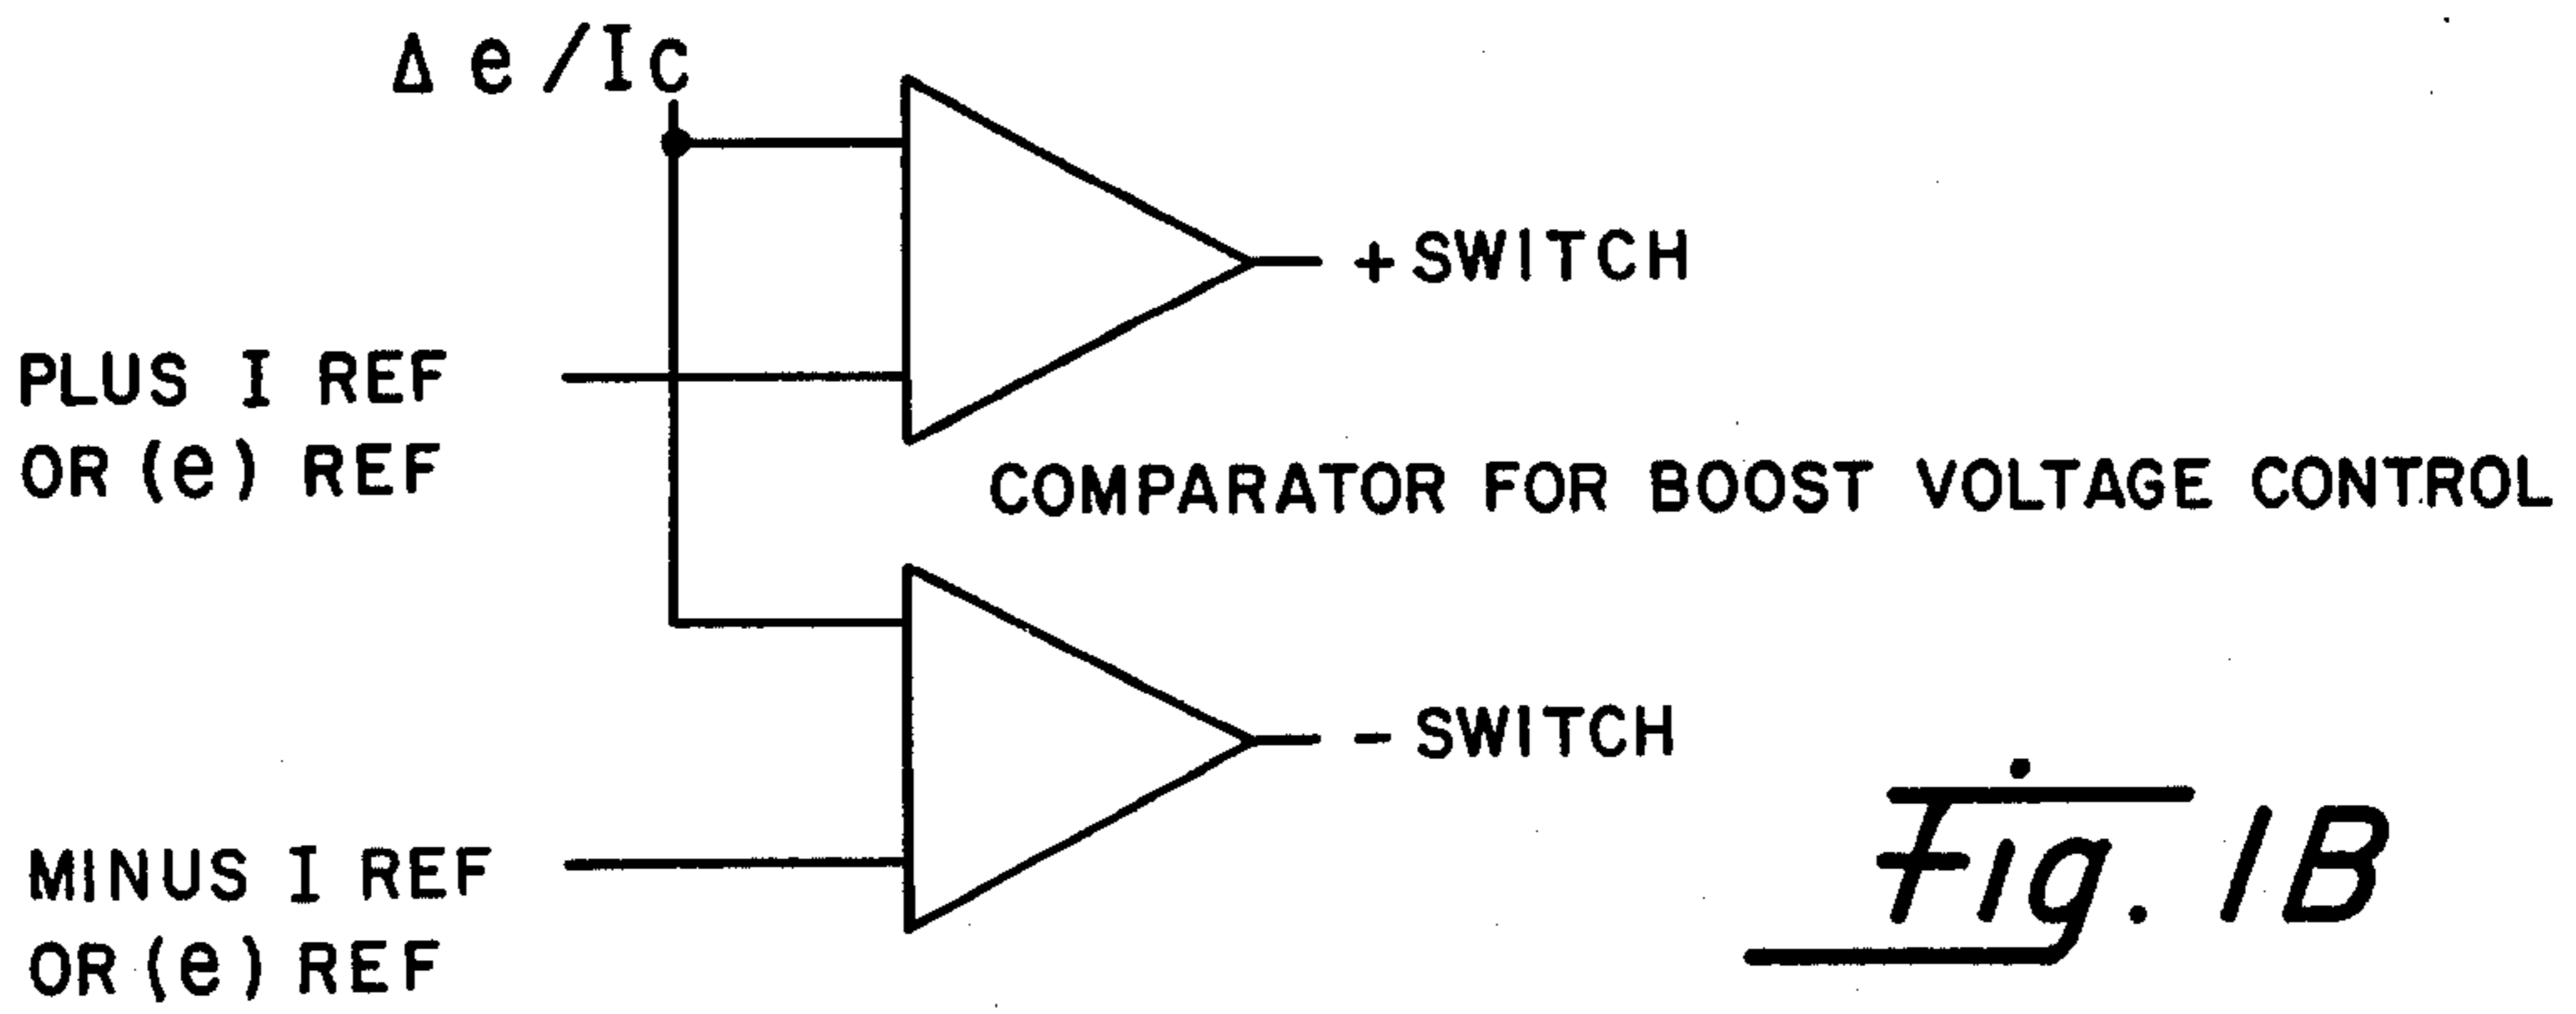 Δ e /Ic
+ SWITCH
PLUS I REF
OR (e) REF
COMPARATOR FOR BOOST VOLTAGE CONTROL
- SWITCH
MINUS I REF
OR (e) REF
Fig. 1B